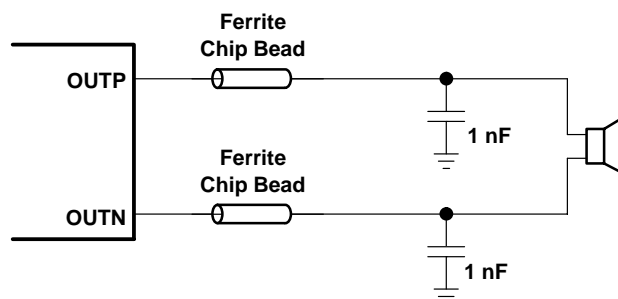 Ferrite
Chip Bead
OUTP
1 nF
Ferrite
Chip Bead
OUTN
1 nF